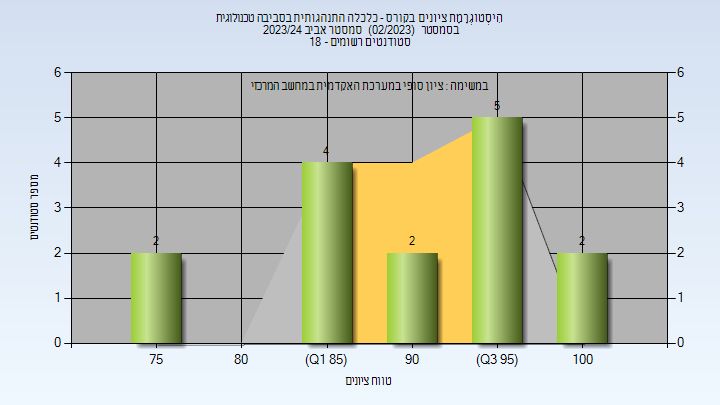 היסטוגרמת ציונים בקורס - כלכלה התנהגותית בסביבה טכנולוגית
בסמסטר (02/2023) סמסטר אביב 2023/24
סטודנטים רשומים - 18
במשימה : ציון סופי במערכת האקדמית במחשב המרכזי
6 6
5 5 5
4 4 4
3 3
2 2 2 2 2
1 1
0 0
75 80 (Q1 85) 90 (Q3 95) 100
מספר סטודנטים
טווח ציונים